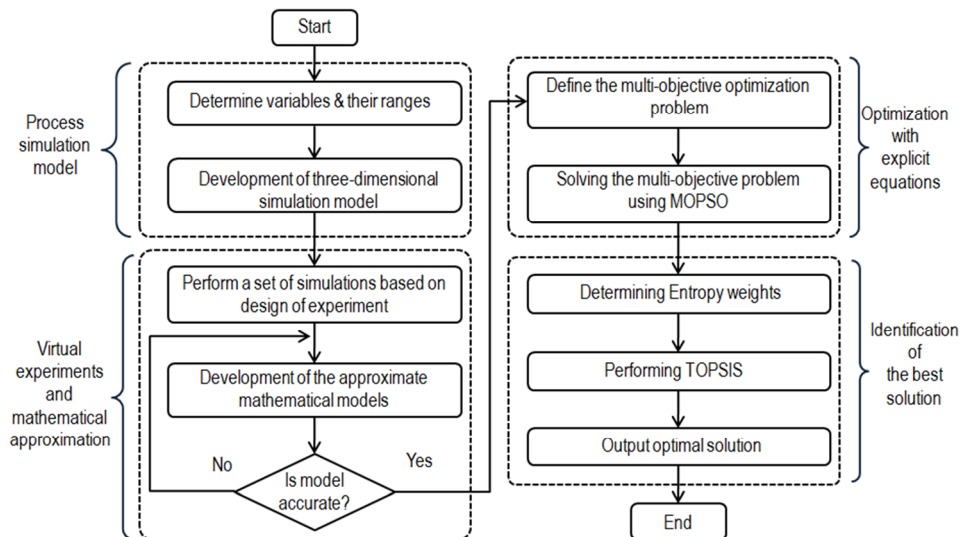 Start
Process
simulation
model
Determine variables & their ranges
Development of three-dimensional
simulation model
Virtual
experiments
and
mathematical
approximation
Perform a set of simulations based on
design of experiment
Development of the approximate
mathematical models
No
Yes
Is model
accurate?
Define the multi-objective optimization
problem
Solving the multi-objective problem
using MOPSO
Optimization
with
explicit
equations
Determining Entropy weights
Performing TOPSIS
Output optimal solution
Identification
of
the best
solution
End